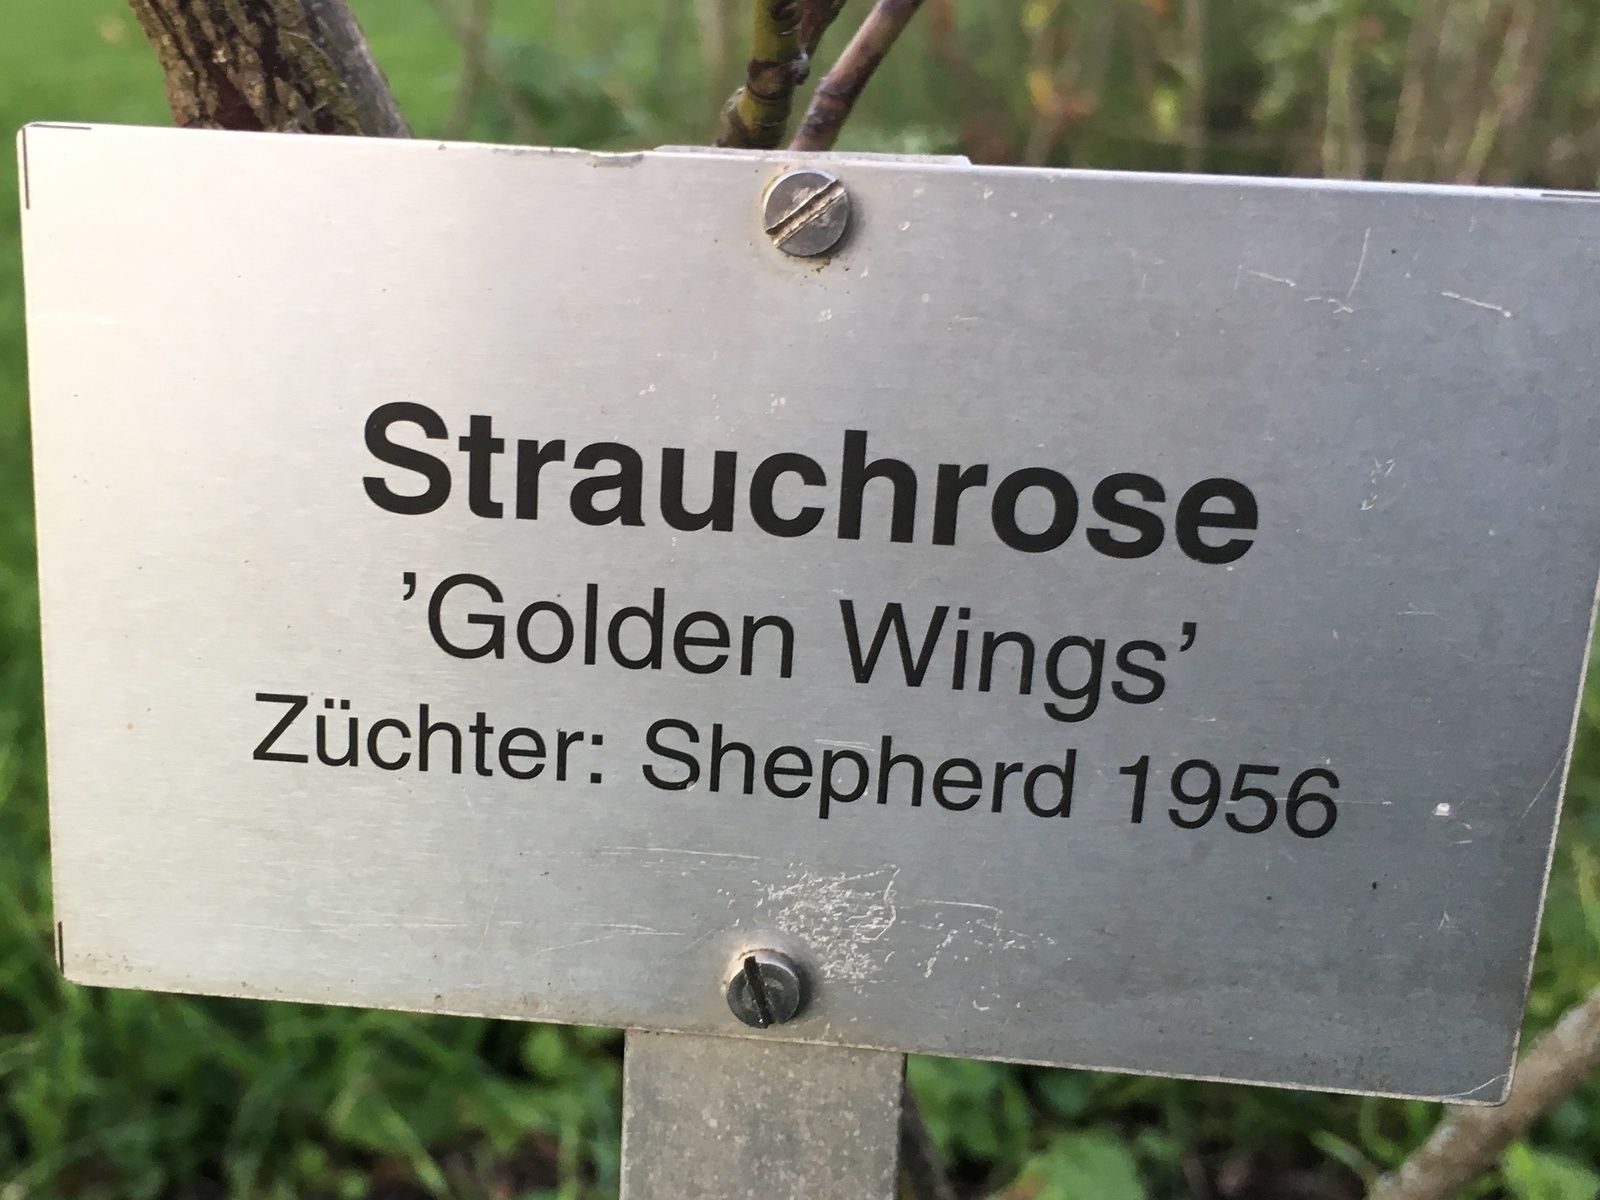 Strauchrose
’Golden Wings’
Züchter: Shepherd 1956